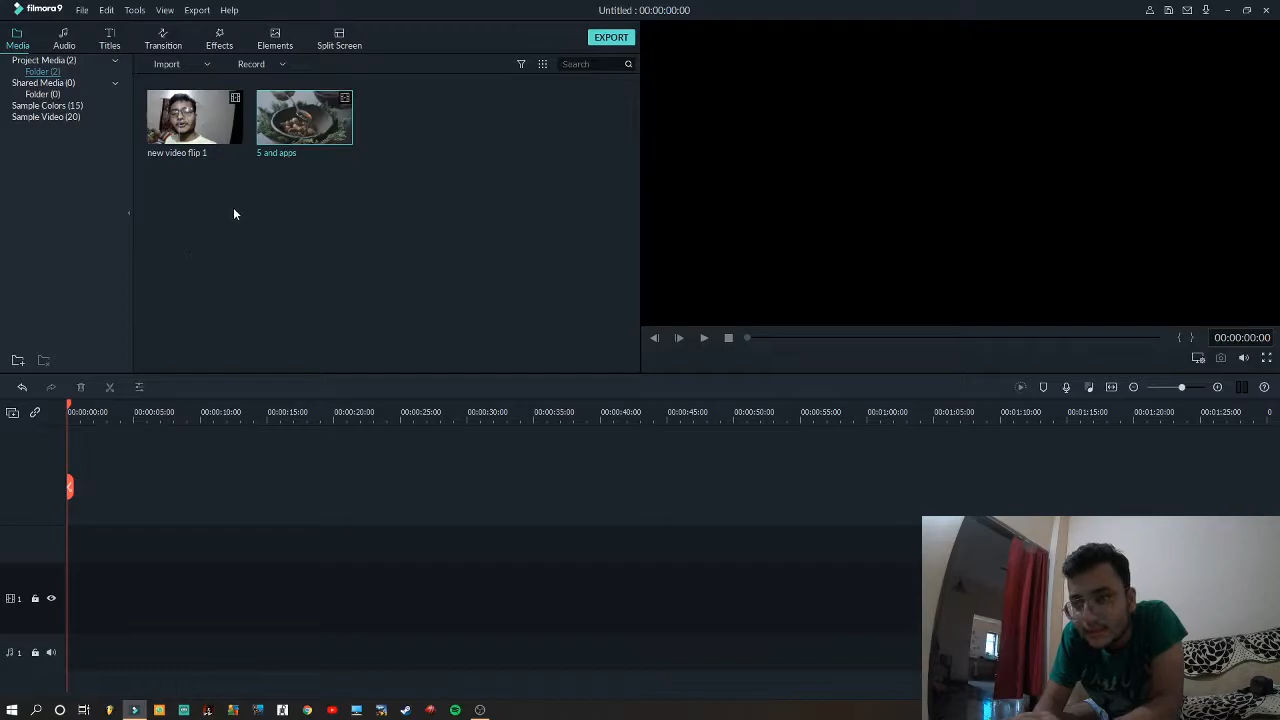 filmora9 File Edit Tools View Export Help Untitled : 00:00:00:00
Media Audio Titles Transition Effects Elements Split Screen EXPORT
Project Media (2)
Folder (2)
Shared Media (0)
Folder (0)
Sample Colors (15)
Sample Video (20)
Import Record Search
new video flip 1 5 and apps
00:00:00:00
00:00:00:00 00:00:05:00 00:00:10:00 00:00:15:00 00:00:20:00 00:00:25:00 00:00:30:00 00:00:35:00 00:00:40:00 00:00:45:00 00:00:50:00 00:00:55:00 00:01:00:00 00:01:05:00 00:01:10:00 00:01:15:00 00:01:20:00 00:01:25:00 0
1
1